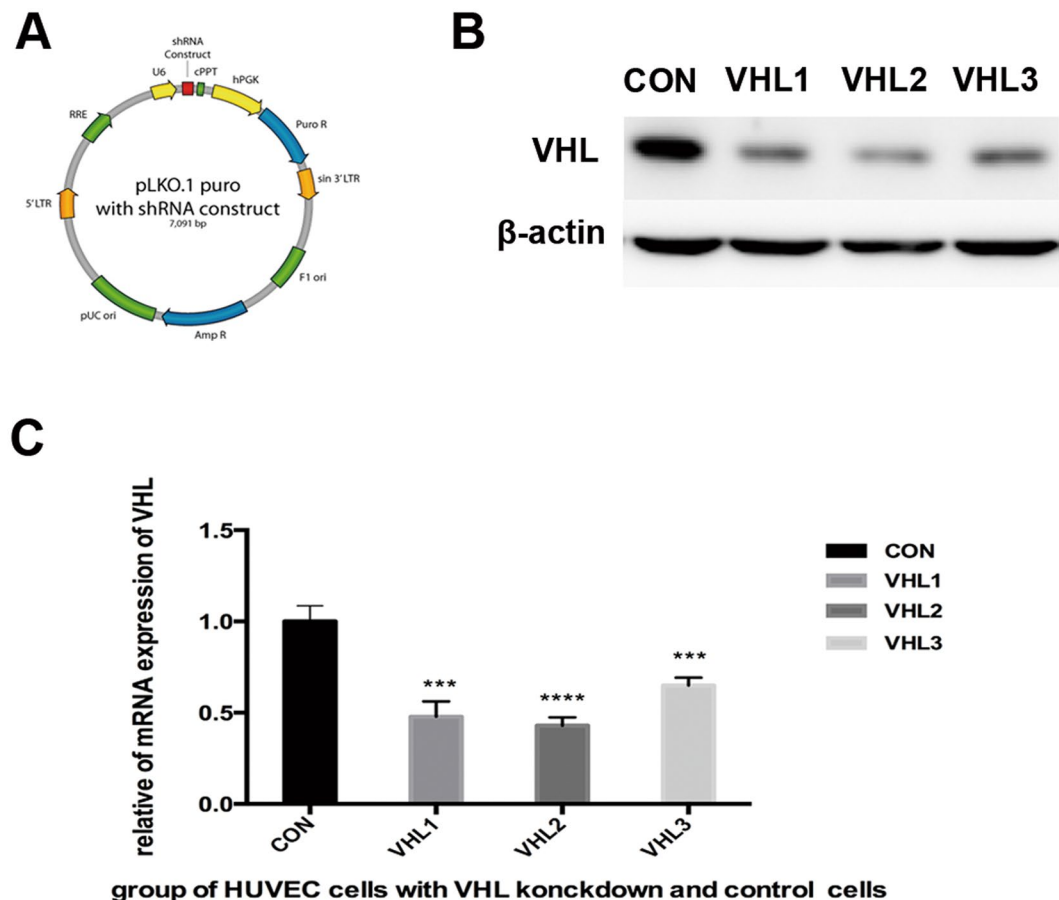 A
shRNA
Construct
U6
cPPT
hPGK
RRE
Puro R
sin 3' LTR
5' LTR
pLKO.1 puro
with shRNA construct
7,091 bp
F1 ori
pUC ori
Amp R
B
CON VHL1 VHL2 VHL3
VHL
β-actin
C
relative of mRNA expression of VHL
1.5
1.0
0.5
0.0
***
****
***
CON
VHL1
VHL2
VHL3
group of HUVEC cells with VHL konckdown and control cells
CON
VHL1
VHL2
VHL3